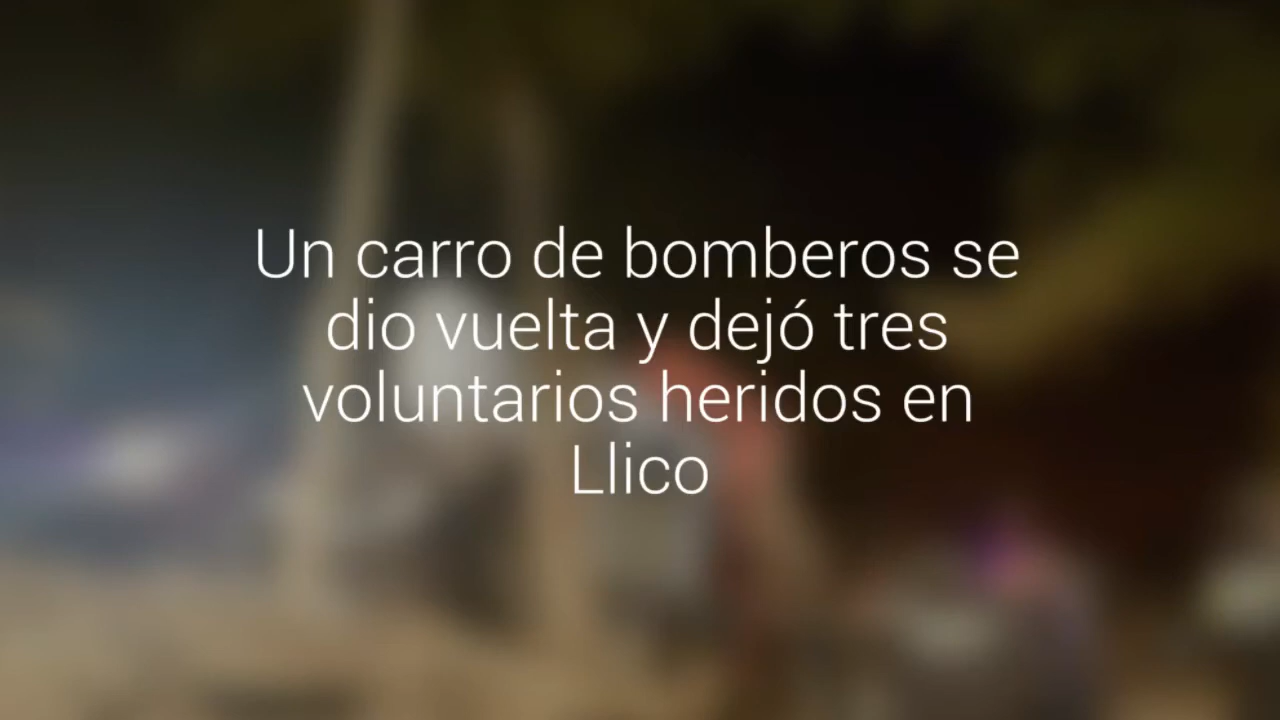 Un carro de bomberos se
dio vuelta y dejó tres
voluntarios heridos en
Llico